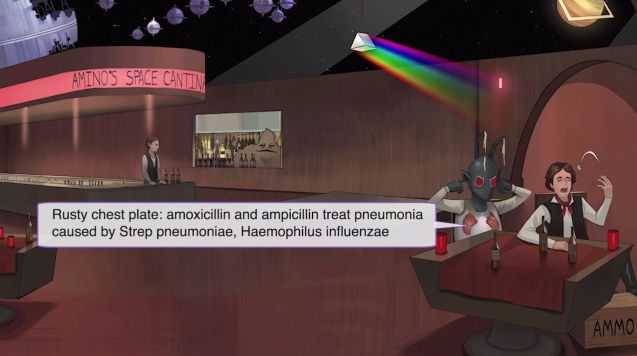 AMINO'S SPACE CANTINA
Rusty chest plate: amoxicillin and ampicillin treat pneumonia
caused by Strep pneumoniae, Haemophilus influenzae
AMMO